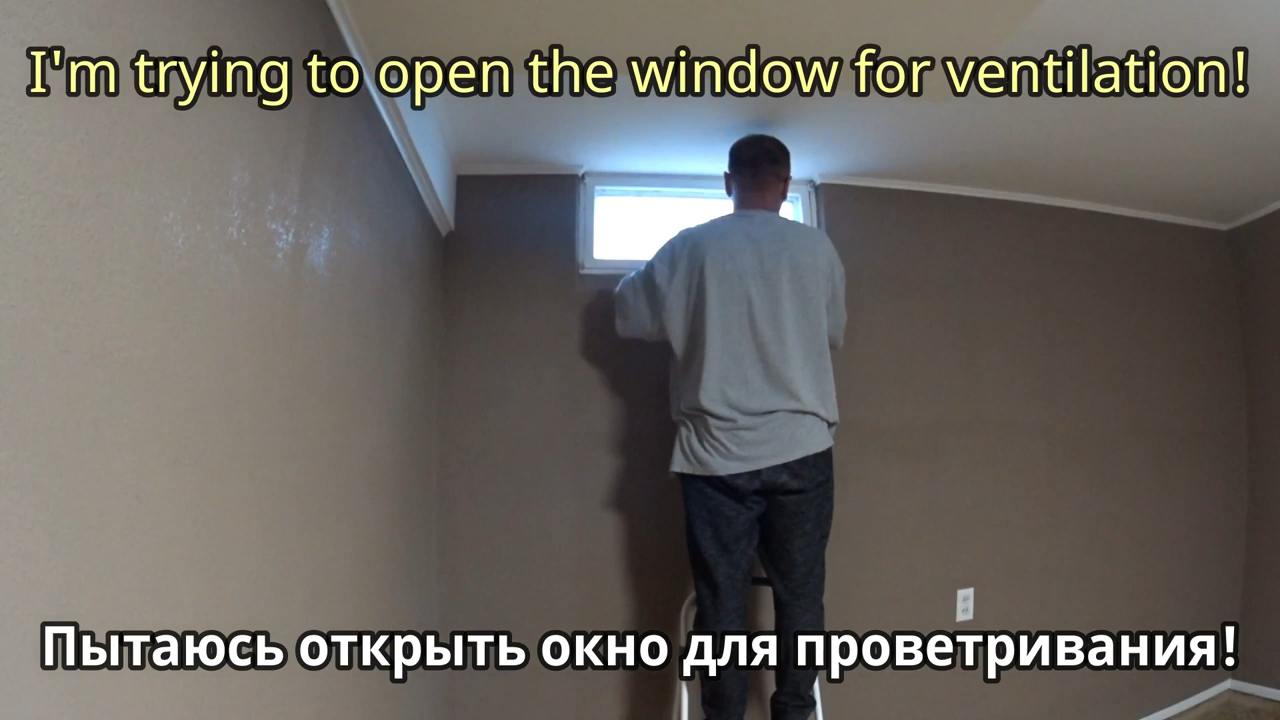 I'm trying to open the window for ventilation!
Пытаюсь открыть окно для проветривания!